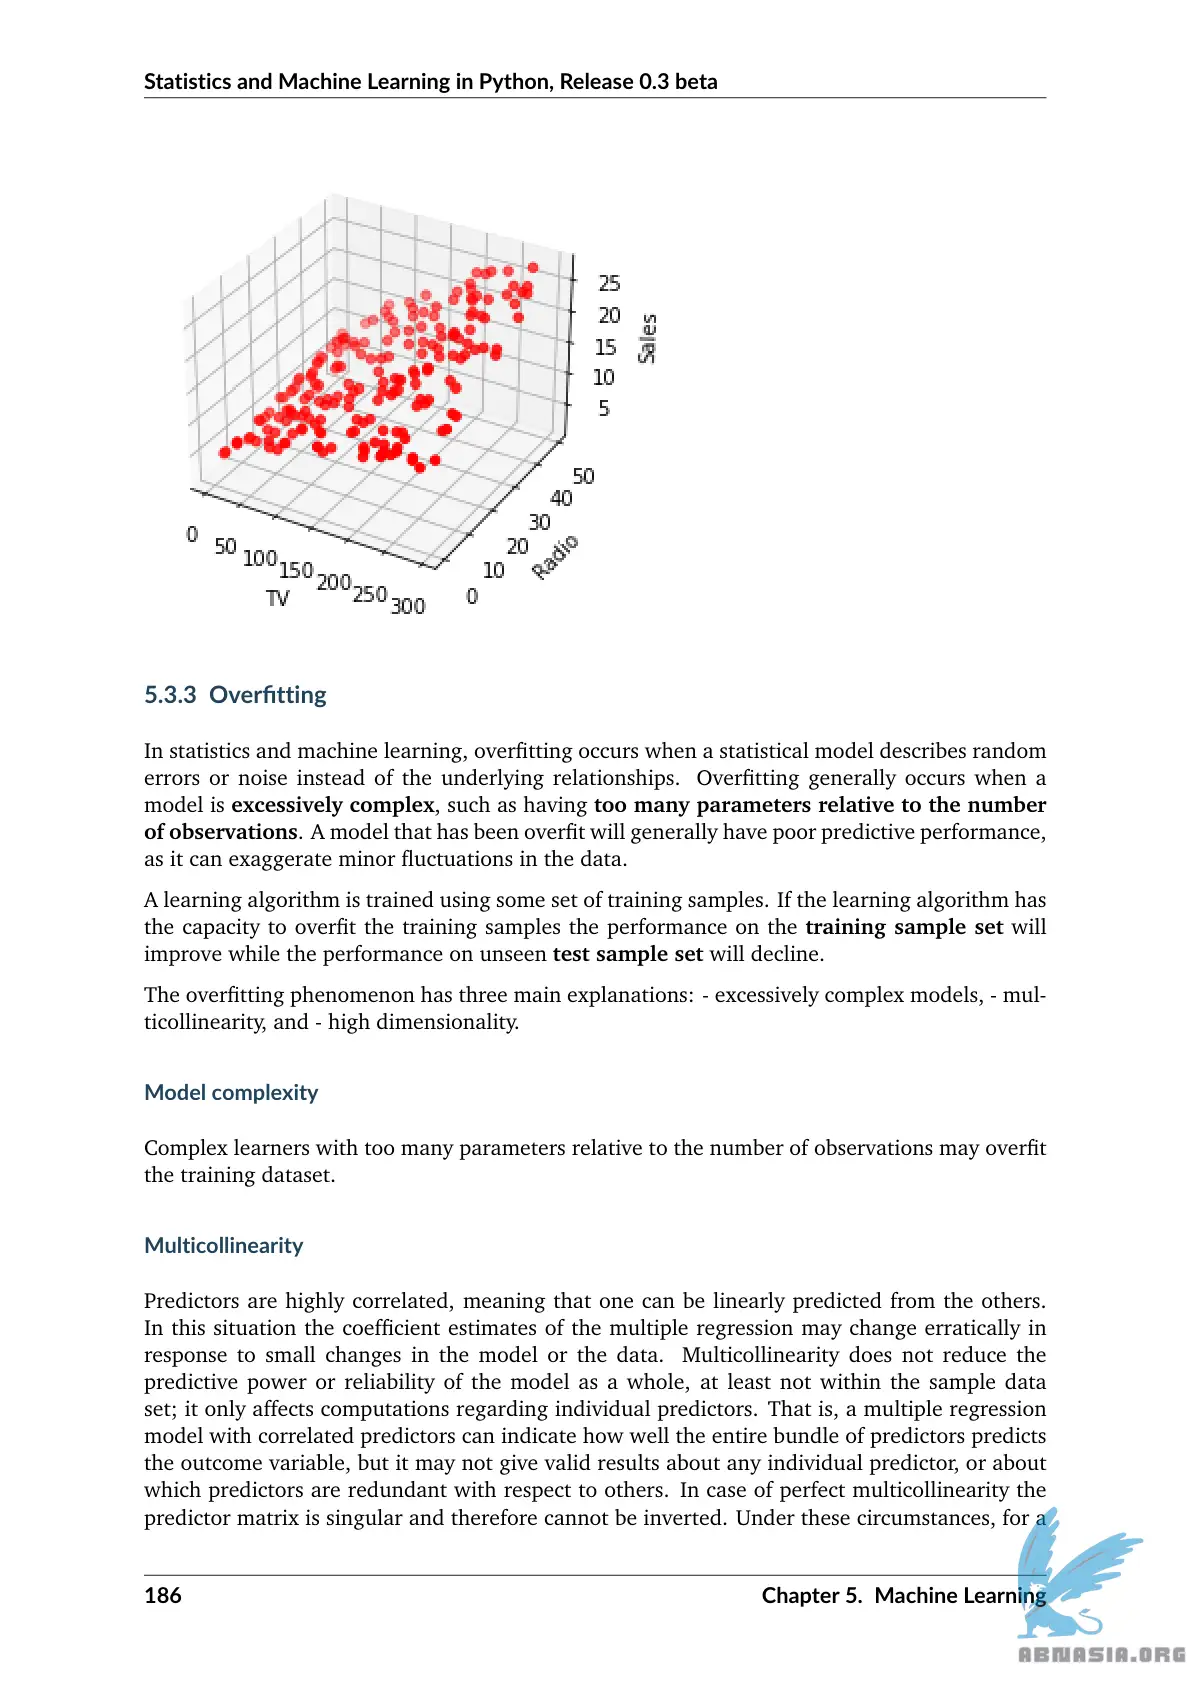 Statistics and Machine Learning in Python, Release 0.3 beta
25
20
15
10
5
Sales
50
40
30
20
10
0
Radio
0
50
100
150
200
250
300
TV
5.3.3 Overfitting
In statistics and machine learning, overfitting occurs when a statistical model describes random
errors or noise instead of the underlying relationships. Overfitting generally occurs when a
model is excessively complex, such as having too many parameters relative to the number
of observations. A model that has been overfit will generally have poor predictive performance,
as it can exaggerate minor fluctuations in the data.
A learning algorithm is trained using some set of training samples. If the learning algorithm has
the capacity to overfit the training samples the performance on the training sample set will
improve while the performance on unseen test sample set will decline.
The overfitting phenomenon has three main explanations: - excessively complex models, - mul-
ticollinearity, and - high dimensionality.
Model complexity
Complex learners with too many parameters relative to the number of observations may overfit
the training dataset.
Multicollinearity
Predictors are highly correlated, meaning that one can be linearly predicted from the others.
In this situation the coefficient estimates of the multiple regression may change erratically in
response to small changes in the model or the data. Multicollinearity does not reduce the
predictive power or reliability of the model as a whole, at least not within the sample data
set; it only affects computations regarding individual predictors. That is, a multiple regression
model with correlated predictors can indicate how well the entire bundle of predictors predicts
the outcome variable, but it may not give valid results about any individual predictor, or about
which predictors are redundant with respect to others. In case of perfect multicollinearity the
predictor matrix is singular and therefore cannot be inverted. Under these circumstances, for a
186
Chapter 5. Machine Learning
ABNASIA.ORG